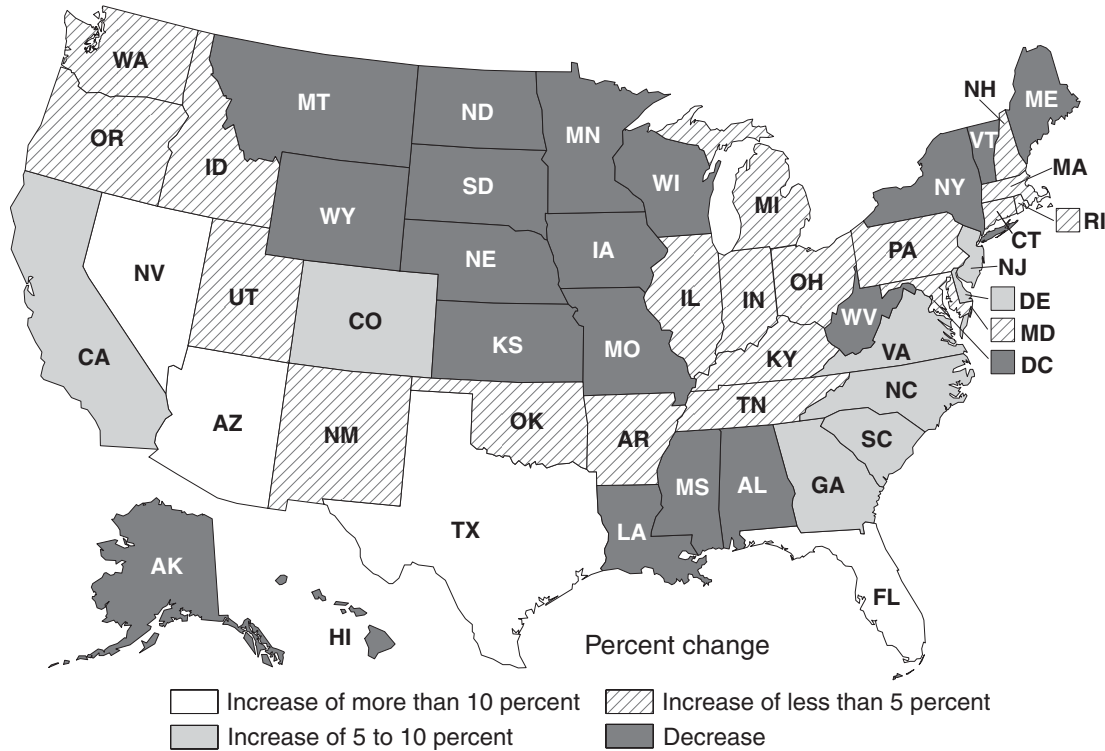 WA
MT
ND
MN
OR
ID
WY
SD
WI
MI
NY
VT
NH
ME
MA
RI
CT
NV
UT
CO
NE
IA
IL
IN
OH
PA
NJ
DE
MD
DC
CA
KS
MO
KY
WV
VA
AZ
NM
OK
AR
TN
NC
SC
TX
LA
MS
AL
GA
AK
HI
FL
Percent change
Increase of more than 10 percent
Increase of less than 5 percent
Increase of 5 to 10 percent
Decrease